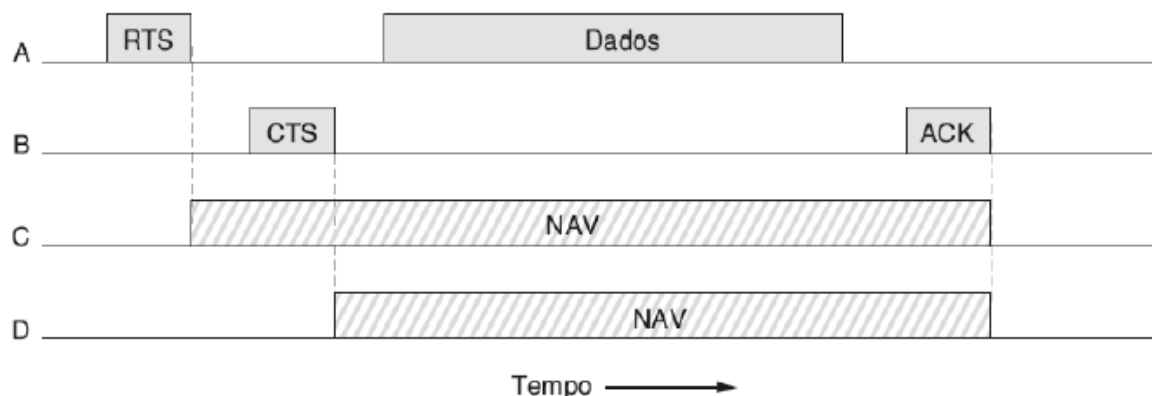 A RTS Dados
B CTS ACK
C NAV
D NAV
Tempo